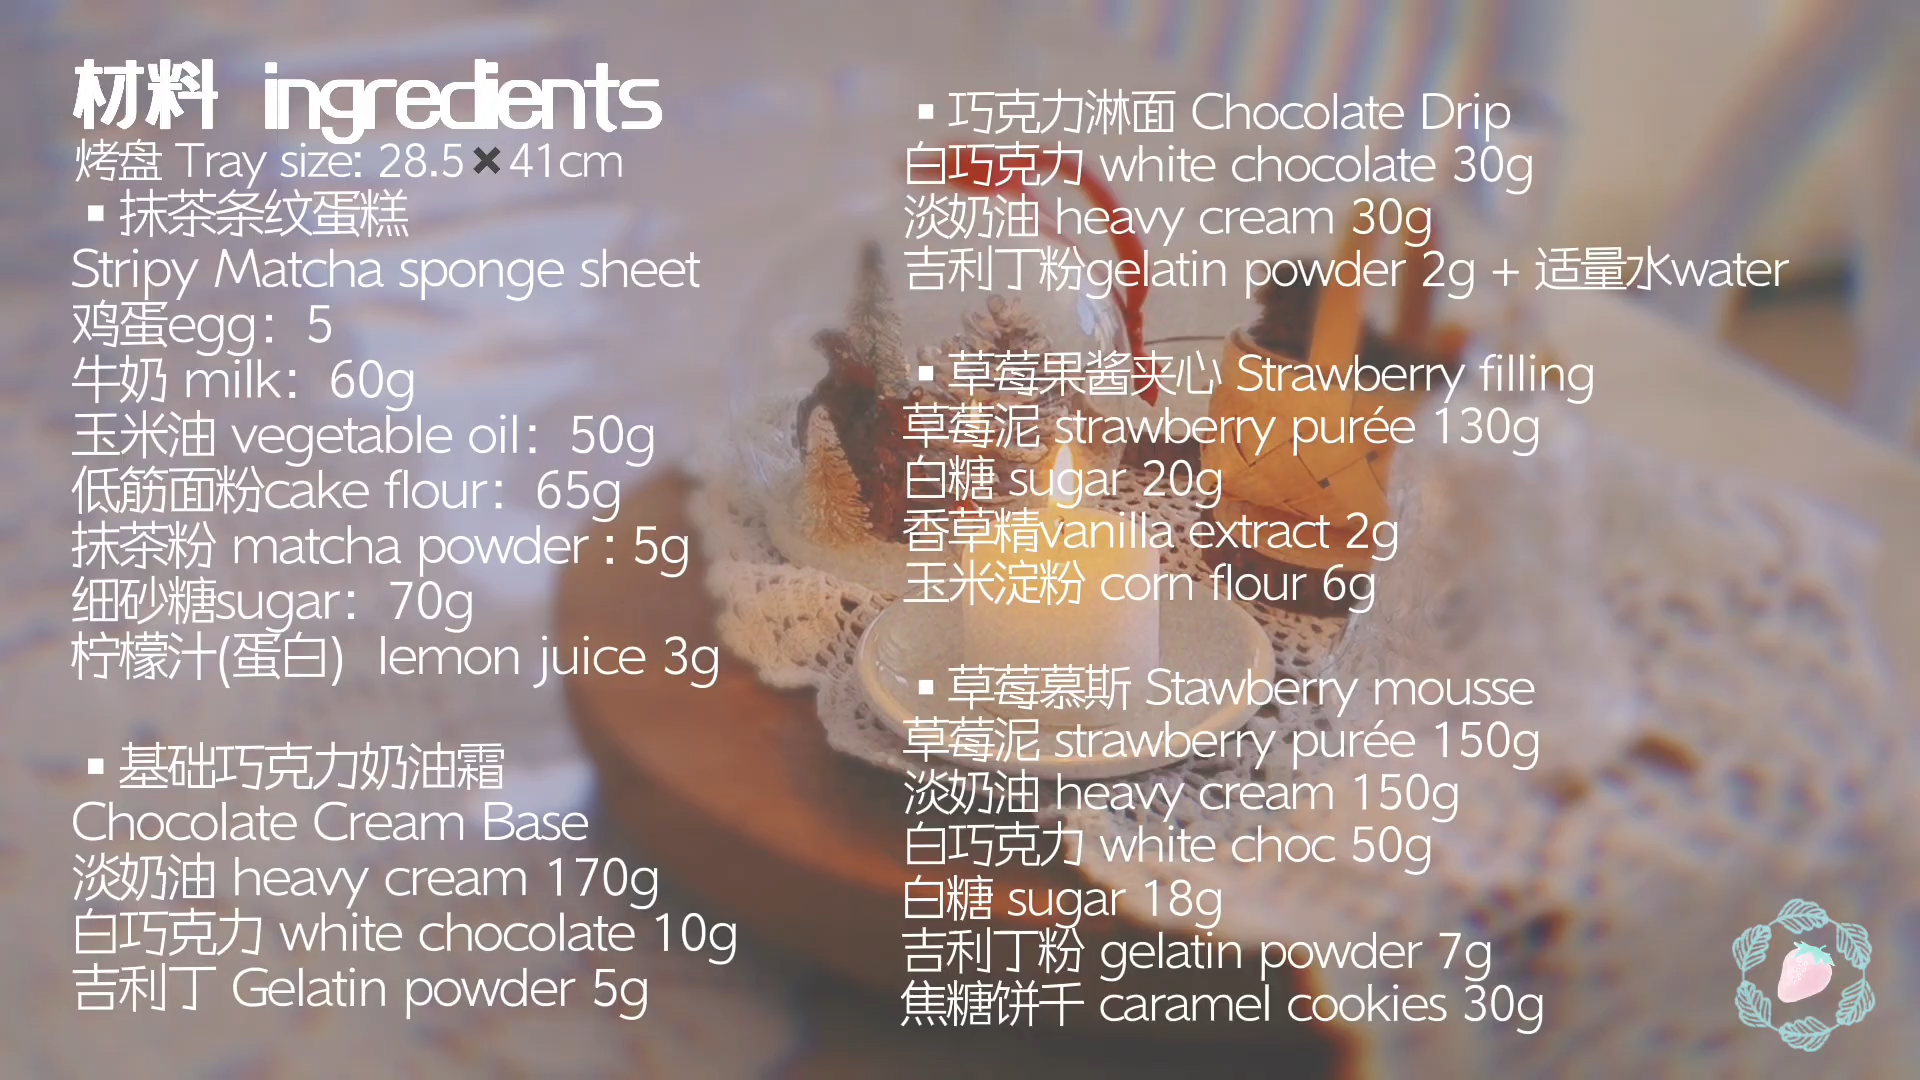 材料 ingredients
烤盘 Tray size: 28.5✖41cm
▪抹茶条纹蛋糕
Stripy Matcha sponge sheet
鸡蛋egg：5
牛奶 milk：60g
玉米油 vegetable oil：50g
低筋面粉cake flour：65g
抹茶粉 matcha powder : 5g
细砂糖sugar：70g
柠檬汁(蛋白） lemon juice 3g
▪基础巧克力奶油霜
Chocolate Cream Base
淡奶油 heavy cream 170g
白巧克力 white chocolate 10g
吉利丁 Gelatin powder 5g
▪巧克力淋面 Chocolate Drip
白巧克力 white chocolate 30g
淡奶油 heavy cream 30g
吉利丁粉gelatin powder 2g + 适量水water
▪草莓果酱夹心 Strawberry filling
草莓泥 strawberry purée 130g
白糖 sugar 20g
香草精vanilla extract 2g
玉米淀粉 corn flour 6g
▪草莓慕斯 Stawberry mousse
草莓泥 strawberry purée 150g
淡奶油 heavy cream 150g
白巧克力 white choc 50g
白糖 sugar 18g
吉利丁粉 gelatin powder 7g
焦糖饼干 caramel cookies 30g